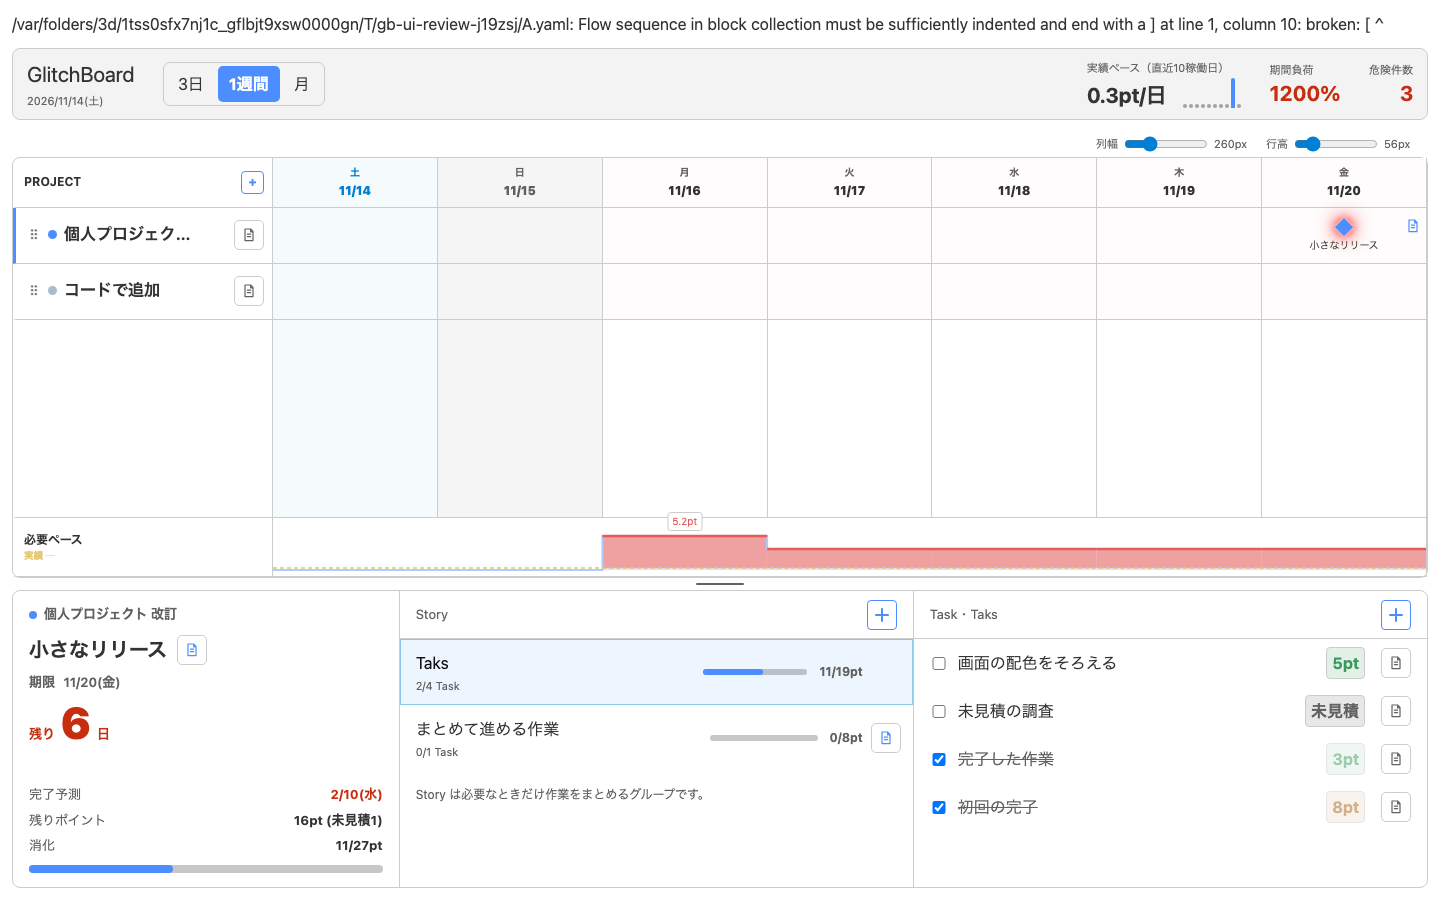 /var/folders/3d/1tss0sfx7nj1c_gflbjt9xsw0000gn/T/gb-ui-review-j19zsj/A.yaml: Flow sequence in block collection must be sufficiently indented and end with a ] at line 1, column 10: broken: [ ^
GlitchBoard
2026/11/14(土)
3日 1週間 月
実績ペース（直近10稼働日）
0.3pt/日
期間負荷
1200%
危険件数
3
列幅 260px 行高 56px
PROJECT +
土 11/14
日 11/15
月 11/16
火 11/17
水 11/18
木 11/19
金 11/20
個人プロジェク...
小さなリリース
コードで追加
必要ペース
実績 —
5.2pt
個人プロジェクト 改訂
小さなリリース
期限 11/20(金)
残り 6 日
完了予測 2/10(水)
残りポイント 16pt (未見積1)
消化 11/27pt
Story +
Taks
2/4 Task
11/19pt
まとめて進める作業
0/1 Task
0/8pt
Story は必要なときだけ作業をまとめるグループです。
Task · Taks +
画面の配色をそろえる 5pt
未見積の調査 未見積
完了した作業 3pt
初回の完了 8pt